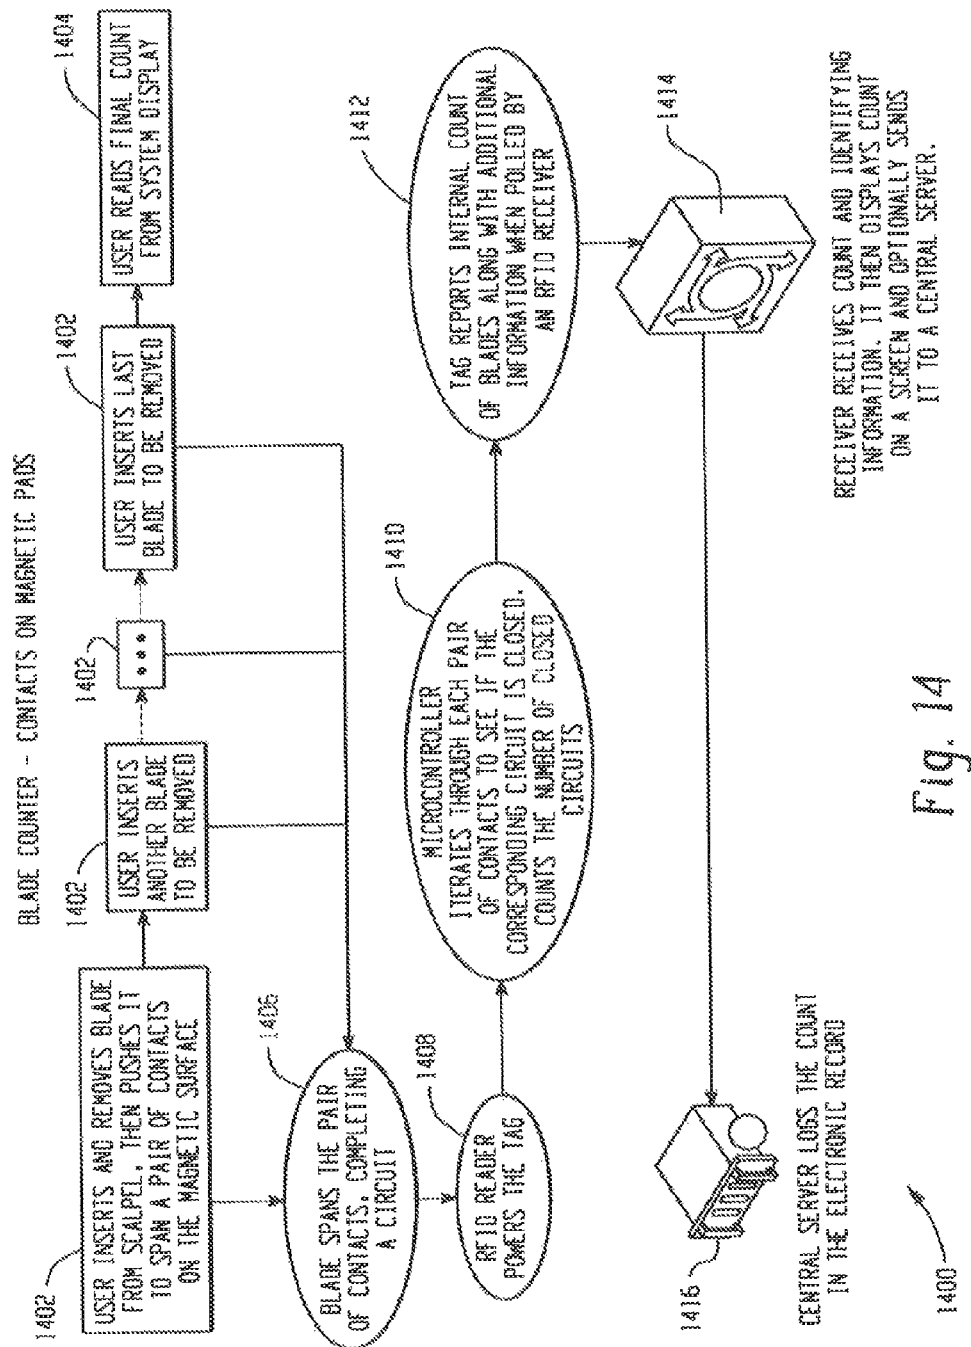 BLADE COUNTER - CONTACTS ON MAGNETIC PADS
1402
USER INSERTS AND REMOVES BLADE
FROM SCALPEL, THEN PUSHES IT
TO SPAN A PAIR OF CONTACTS
ON THE MAGNETIC SURFACE
1402
USER INSERTS
ANOTHER BLADE
TO BE REMOVED
1402
1402
USER INSERTS LAST
BLADE TO BE REMOVED
1404
USER READS FINAL COUNT
FROM SYSTEM DISPLAY
1406
BLADE SPANS THE PAIR
OF CONTACTS, COMPLETING
A CIRCUIT
1408
RFID READER
POWERS THE TAG
1410
MICROCONTROLLER
ITERATES THROUGH EACH PAIR
OF CONTACTS TO SEE IF THE
CORRESPONDING CIRCUIT IS CLOSED.
COUNTS THE NUMBER OF CLOSED
CIRCUITS
1412
TAG REPORTS INTERNAL COUNT
OF BLADES ALONG WITH ADDITIONAL
INFORMATION WHEN POLLED BY
AN RFID RECEIVER
1414
RECEIVER RECEIVES COUNT AND IDENTIFYING
INFORMATION. IT THEN DISPLAYS COUNT
ON A SCREEN AND OPTIONALLY SENDS
IT TO A CENTRAL SERVER.
1416
CENTRAL SERVER LOGS THE COUNT
IN THE ELECTRONIC RECORD
1400
Fig. 14